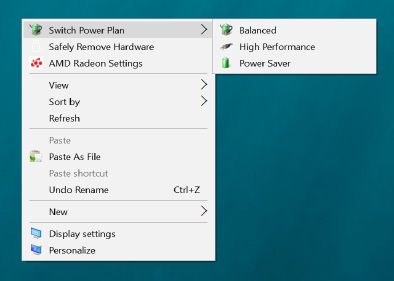 Switch Power Plan
Balanced
Safely Remove Hardware
High Performance
AMD Radeon Settings
Power Saver
View
Sort by
Refresh
Paste
Paste As File
Paste shortcut
Undo Rename Ctrl+Z
New
Display settings
Personalize